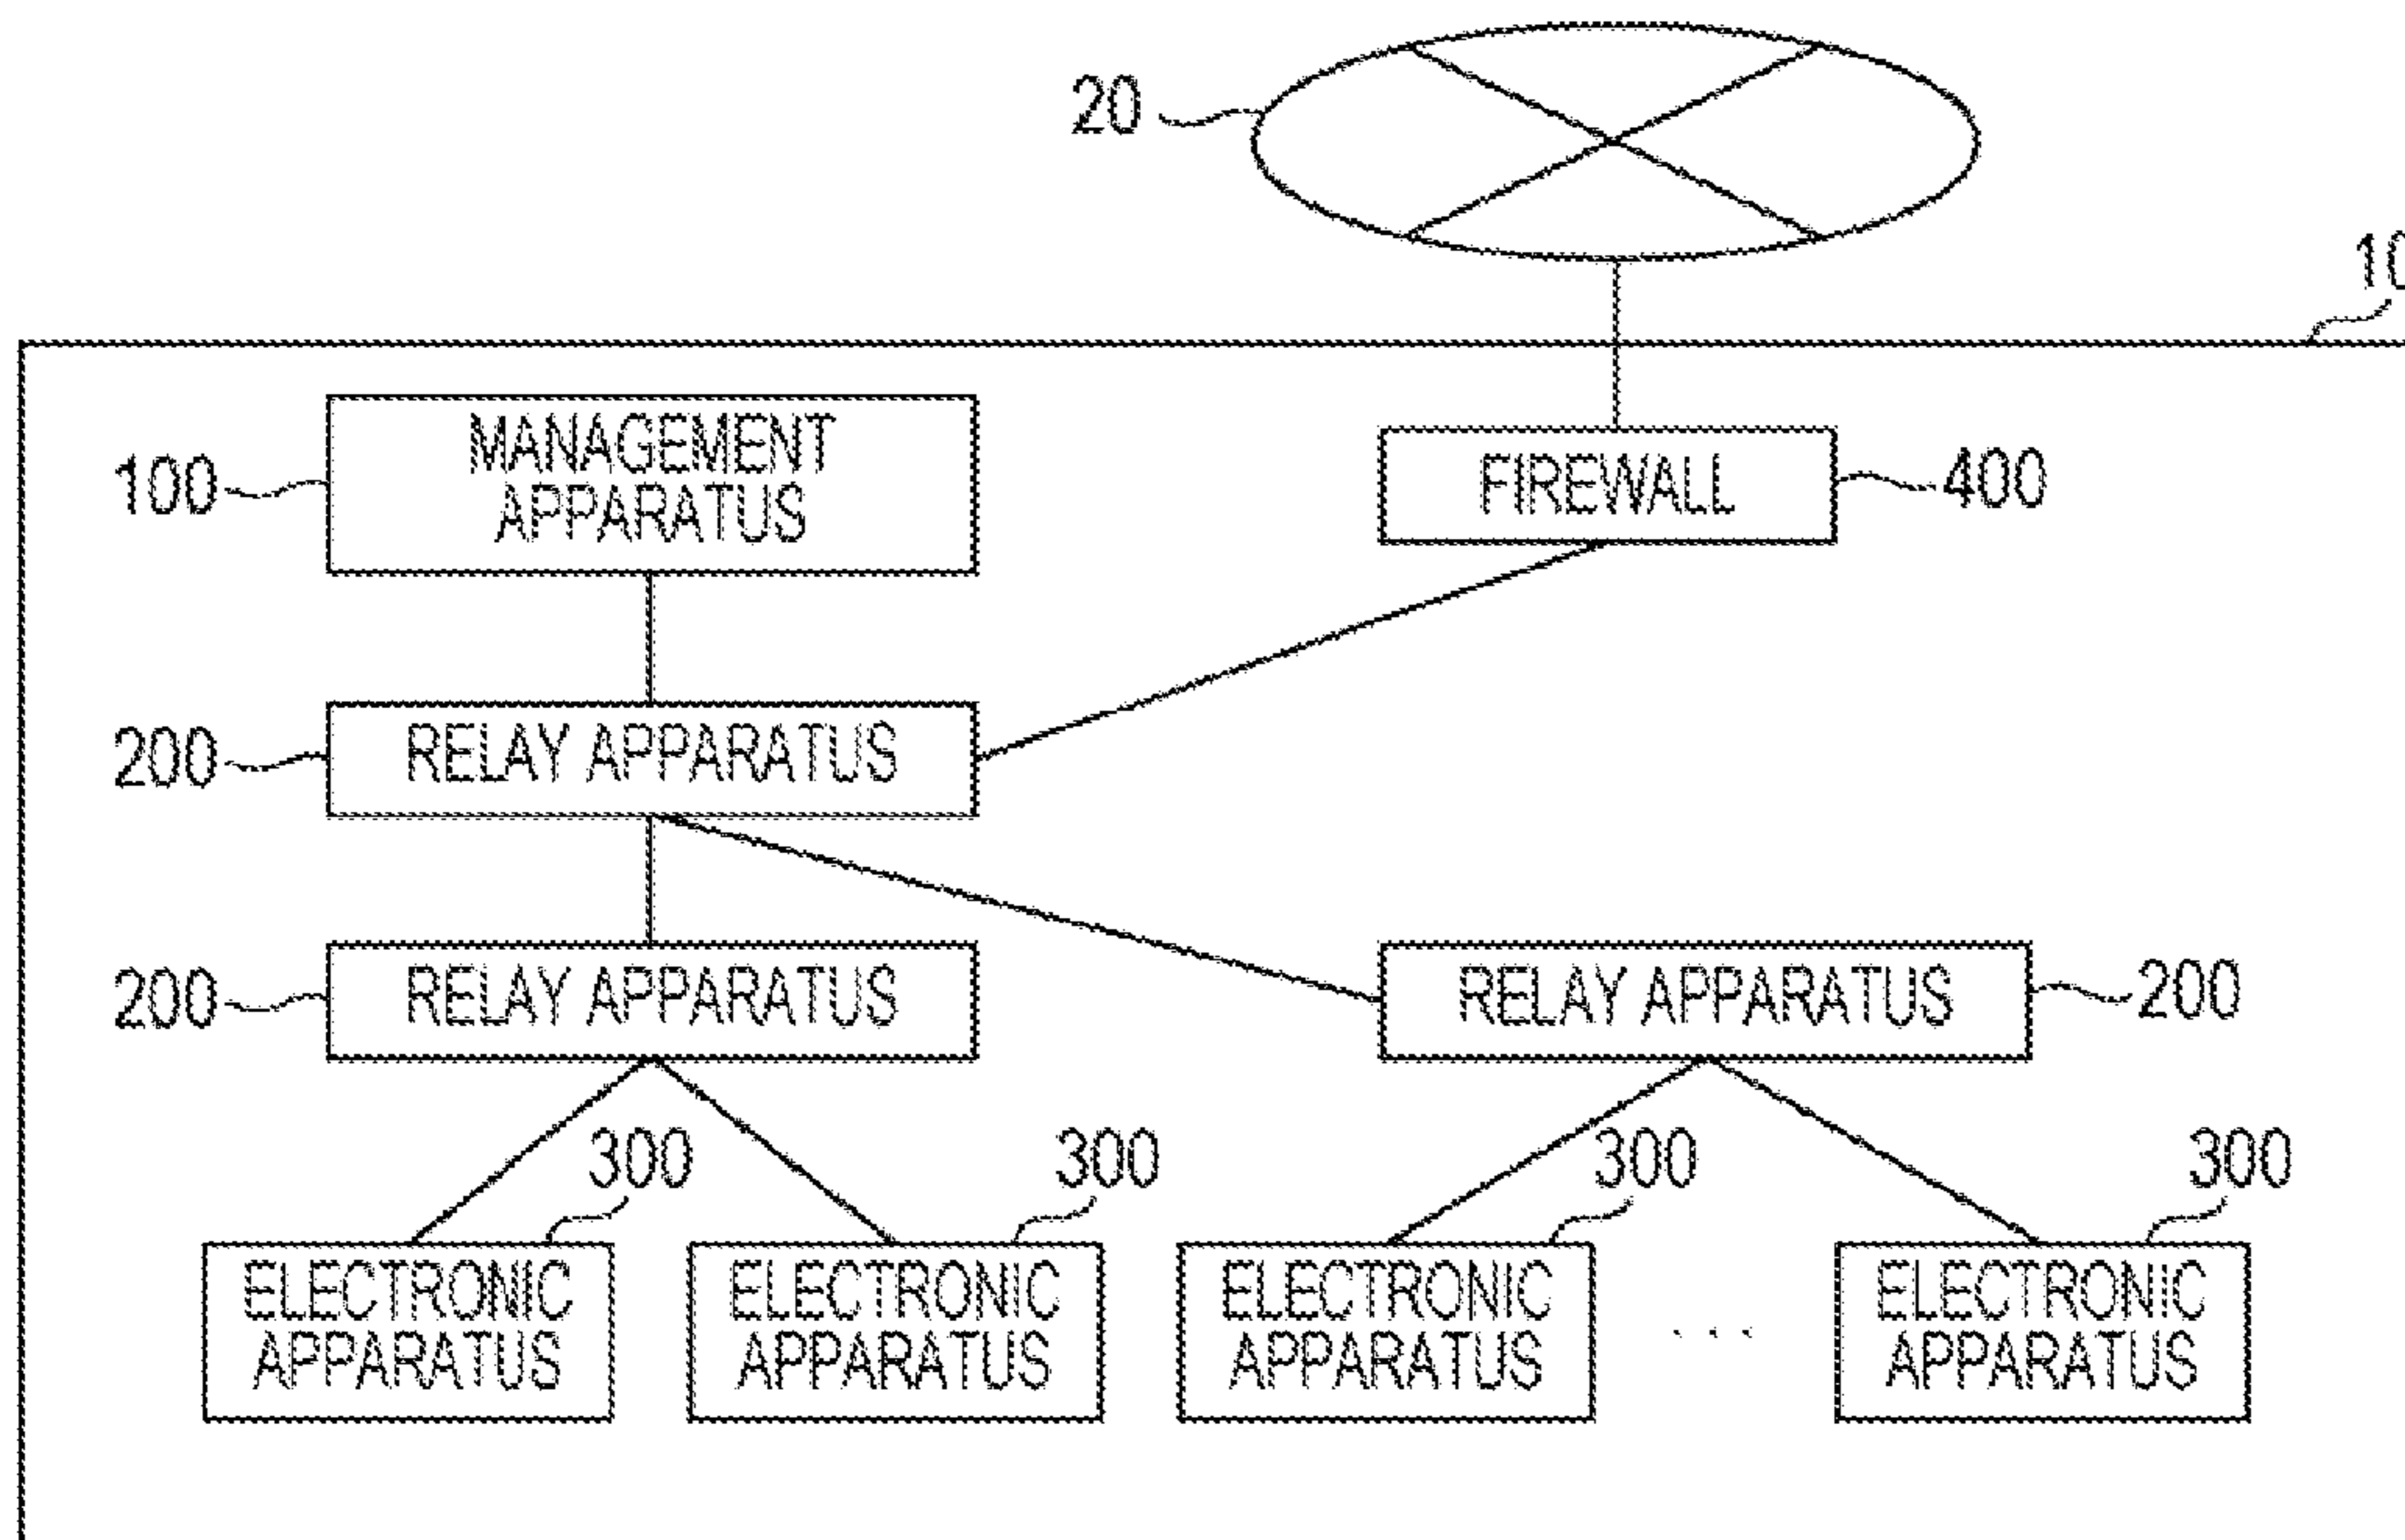 20
10
MANAGEMENT
APPARATUS
100
FIREWALL
400
200
RELAY APPARATUS
200
RELAY APPARATUS
RELAY APPARATUS
200
300
300
300
300
ELECTRONIC
APPARATUS
ELECTRONIC
APPARATUS
ELECTRONIC
APPARATUS
. . .
ELECTRONIC
APPARATUS